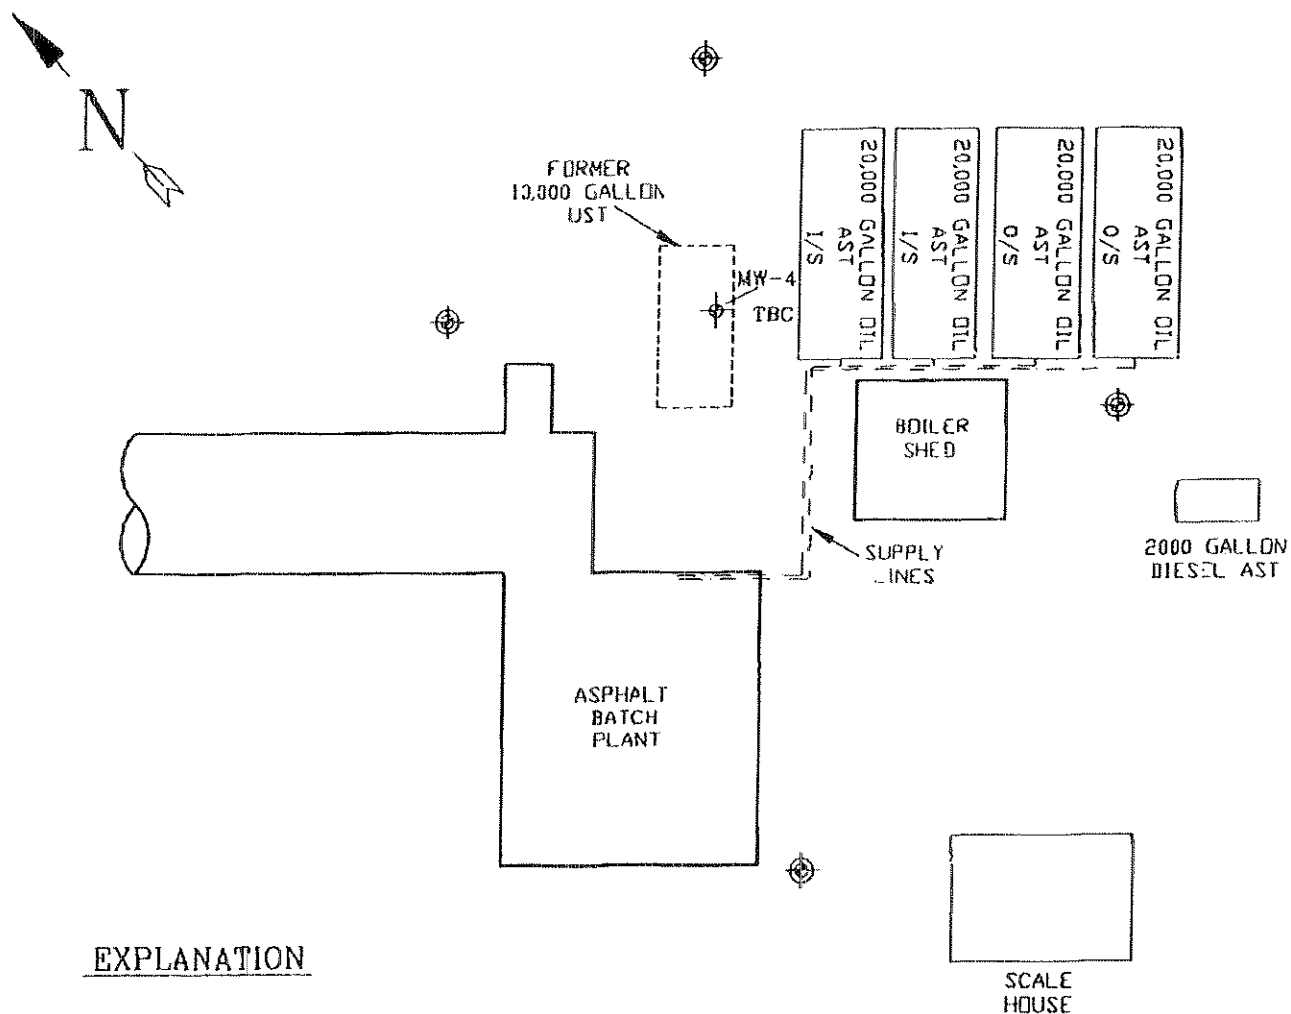 N
FORMER
10,000 GALLON
UST
MW-4
TBC
20,000 GALLON OIL
AST
I/S
20,000 GALLON OIL
AST
I/S
20,000 GALLON OIL
AST
O/S
20,000 GALLON OIL
AST
O/S
BOILER
SHED
SUPPLY
LINES
2000 GALLON
DIESEL AST
ASPHALT
BATCH
PLANT
SCALE
HOUSE
EXPLANATION